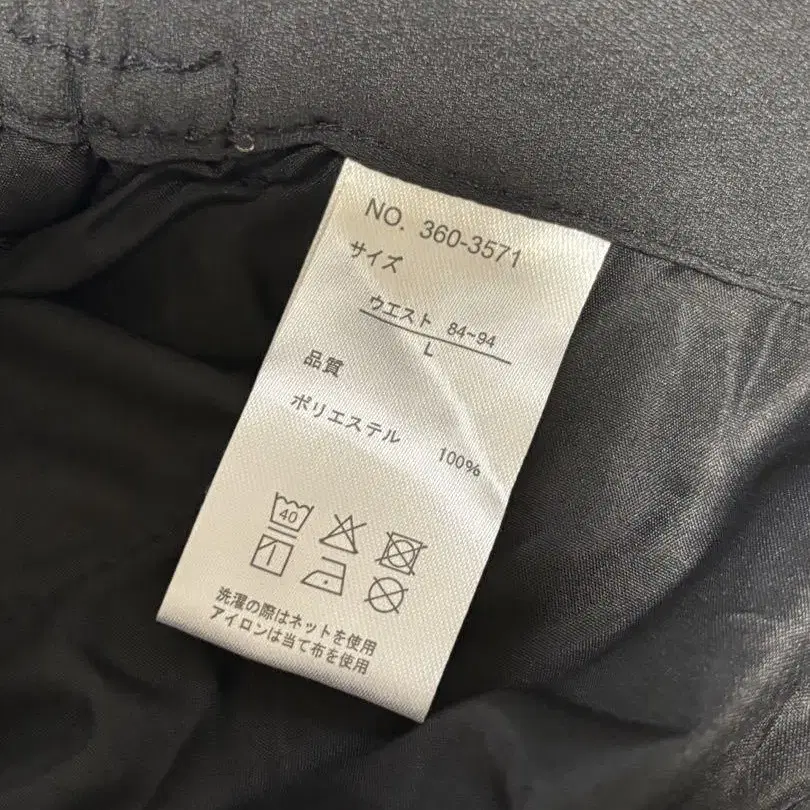 NO. 360-3571
サイズ
ウエスト 84~94
L
品質
ポリエステル 100%
40
洗濯の際はネットを使用
アイロンは当て布を使用